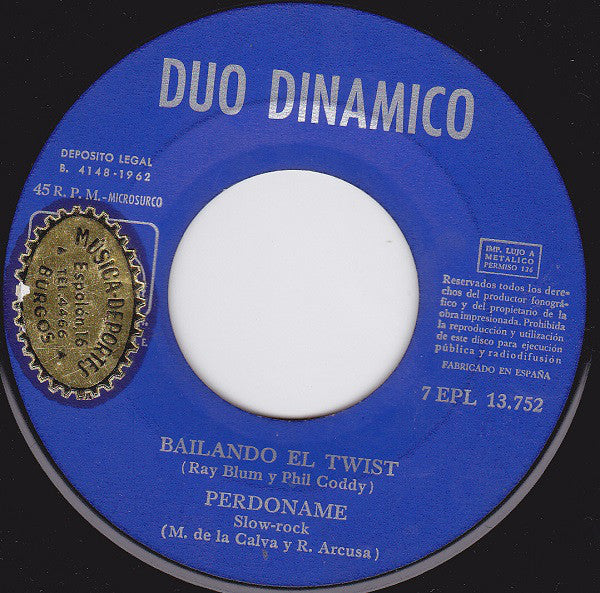 DUO DINAMICO
DEPOSITO LEGAL
B. 4148-1962
45 R. P. M.-MICROSURCO
MÚSICA-DEPORTES
Espolón, 16
TEL. 4466
BURGOS
E.
IMP. LUJO A
METALICO
PERMISO 136
Reservados todos los dere-
chos del productor fonográ-
fico y del propietario de la
obra impresionada. Prohibida
la reproducción y utilización
de este disco para ejecución
pública y radiodifusión
FABRICADO EN ESPAÑA
7 EPL 13.752
BAILANDO EL TWIST
(Ray Blum y Phil Coddy)
PERDONAME
Slow-rock
(M. de la Calva y R. Arcusa)